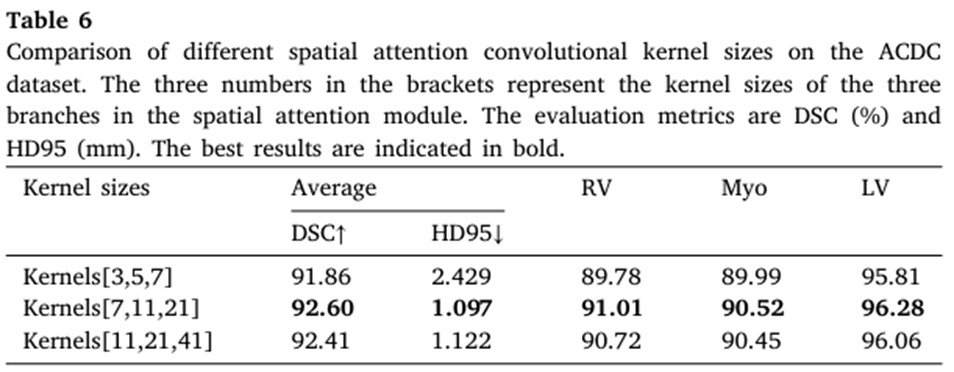 Table 6
Comparison of different spatial attention convolutional kernel sizes on the ACDC
dataset. The three numbers in the brackets represent the kernel sizes of the three
branches in the spatial attention module. The evaluation metrics are DSC (%) and
HD95 (mm). The best results are indicated in bold.
Kernel sizes Average RV Myo LV
DSC↑ HD95↓
Kernels[3,5,7] 91.86 2.429 89.78 89.99 95.81
Kernels[7,11,21] 92.60 1.097 91.01 90.52 96.28
Kernels[11,21,41] 92.41 1.122 90.72 90.45 96.06